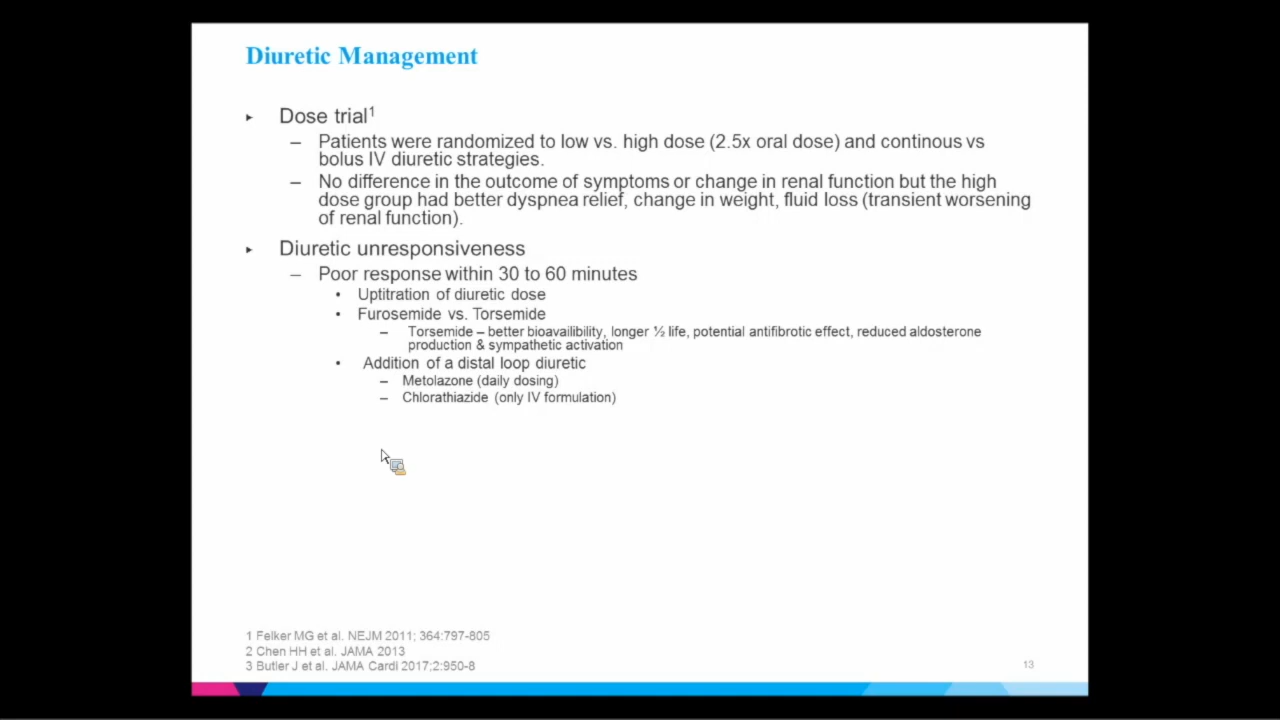 Diuretic Management
▸ Dose trial¹
– Patients were randomized to low vs. high dose (2.5x oral dose) and continous vs
bolus IV diuretic strategies.
– No difference in the outcome of symptoms or change in renal function but the high
dose group had better dyspnea relief, change in weight, fluid loss (transient worsening
of renal function).
▸ Diuretic unresponsiveness
– Poor response within 30 to 60 minutes
• Uptitration of diuretic dose
• Furosemide vs. Torsemide
– Torsemide – better bioavailibility, longer ½ life, potential antifibrotic effect, reduced aldosterone
production & sympathetic activation
• Addition of a distal loop diuretic
– Metolazone (daily dosing)
– Chlorathiazide (only IV formulation)
1 Felker MG et al. NEJM 2011; 364:797-805
2 Chen HH et al. JAMA 2013
3 Butler J et al. JAMA Cardi 2017;2:950-8
13